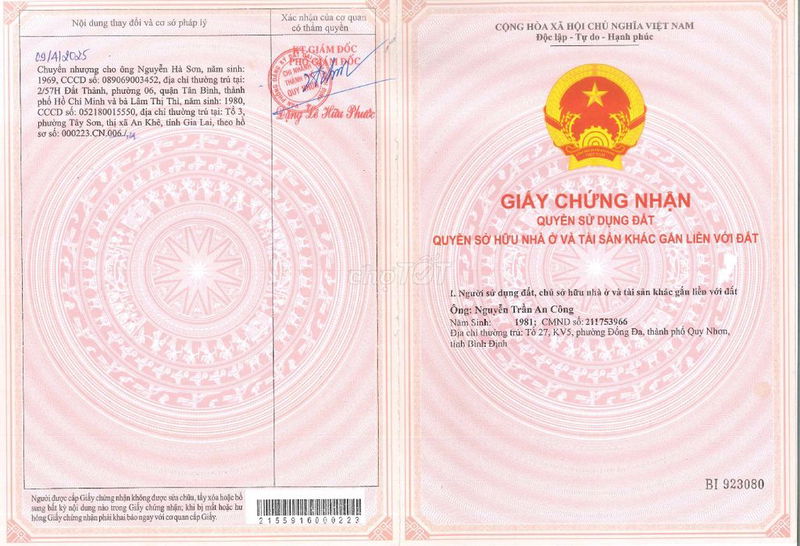 Nội dung thay đổi và cơ sở pháp lý
Xác nhận của cơ quan
có thẩm quyền
09/4/2025
Chuyển nhượng cho ông Nguyễn Hà Sơn, năm sinh:
1969, CCCD số: 089069003452, địa chỉ thường trú tại:
2/57H Đất Thánh, phường 06, quận Tân Bình, thành
phố Hồ Chí Minh và bà Lâm Thị Thi, năm sinh: 1980,
CCCD số: 052180015550, địa chỉ thường trú tại: Tổ 3,
phường Tây Sơn, thị xã An Khê, tỉnh Gia Lai, theo hồ
sơ số: 000223.CN.006
KT.GIÁM ĐỐC
PHÓ GIÁM ĐỐC
CHI NHÁNH
QUY NHƠN
Đặng Lê Hữu Phước
Người được cấp Giấy chứng nhận không được sửa chữa, tẩy xóa hoặc bổ
sung bất kỳ nội dung nào trong Giấy chứng nhận; khi bị mất hoặc hư
hỏng Giấy chứng nhận phải khai báo ngay với cơ quan cấp Giấy.
2155916000223
CỘNG HÒA XÃ HỘI CHỦ NGHĨA VIỆT NAM
Độc lập - Tự do - Hạnh phúc
GIẤY CHỨNG NHẬN
QUYỀN SỬ DỤNG ĐẤT
QUYỀN SỞ HỮU NHÀ Ở VÀ TÀI SẢN KHÁC GẮN LIỀN VỚI ĐẤT
chợTỐT
I. Người sử dụng đất, chủ sở hữu nhà ở và tài sản khác gắn liền với đất
Ông: Nguyễn Trần An Công
Năm Sinh: 1981; CMND số: 211753966
Địa chỉ thường trú: Tổ 27, KV5, phường Đống Đa, thành phố Quy Nhơn,
tỉnh Bình Định
BI 923080